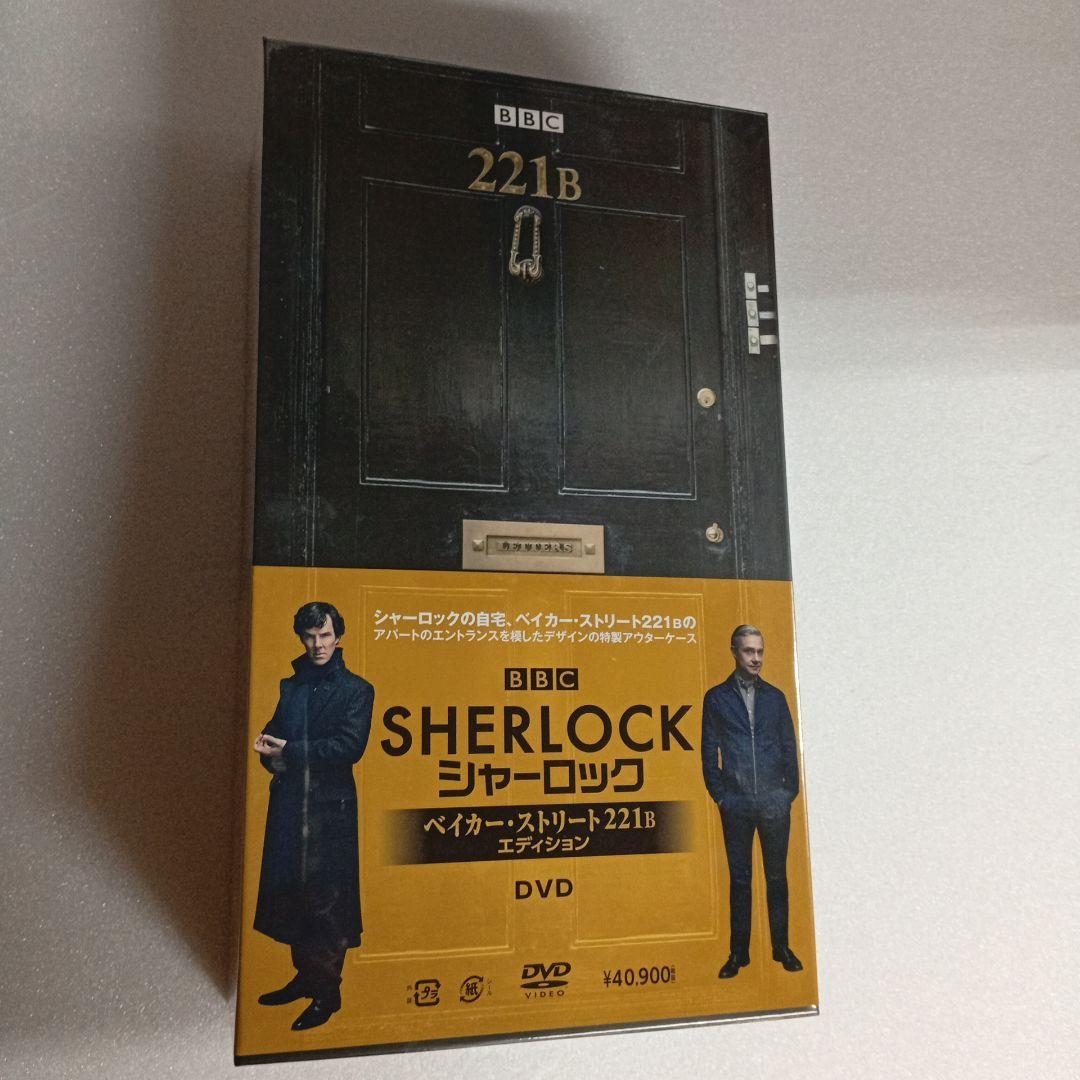 BBC
221B
LETTERS
シャーロックの自宅、ベイカー・ストリート221Bの
アパートのエントランスを模したデザインの特製アウターケース
BBC
SHERLOCK
シャーロック
ベイカー・ストリート221B
エディション
DVD
プラ
紙
DVD
VIDEO
¥40,900